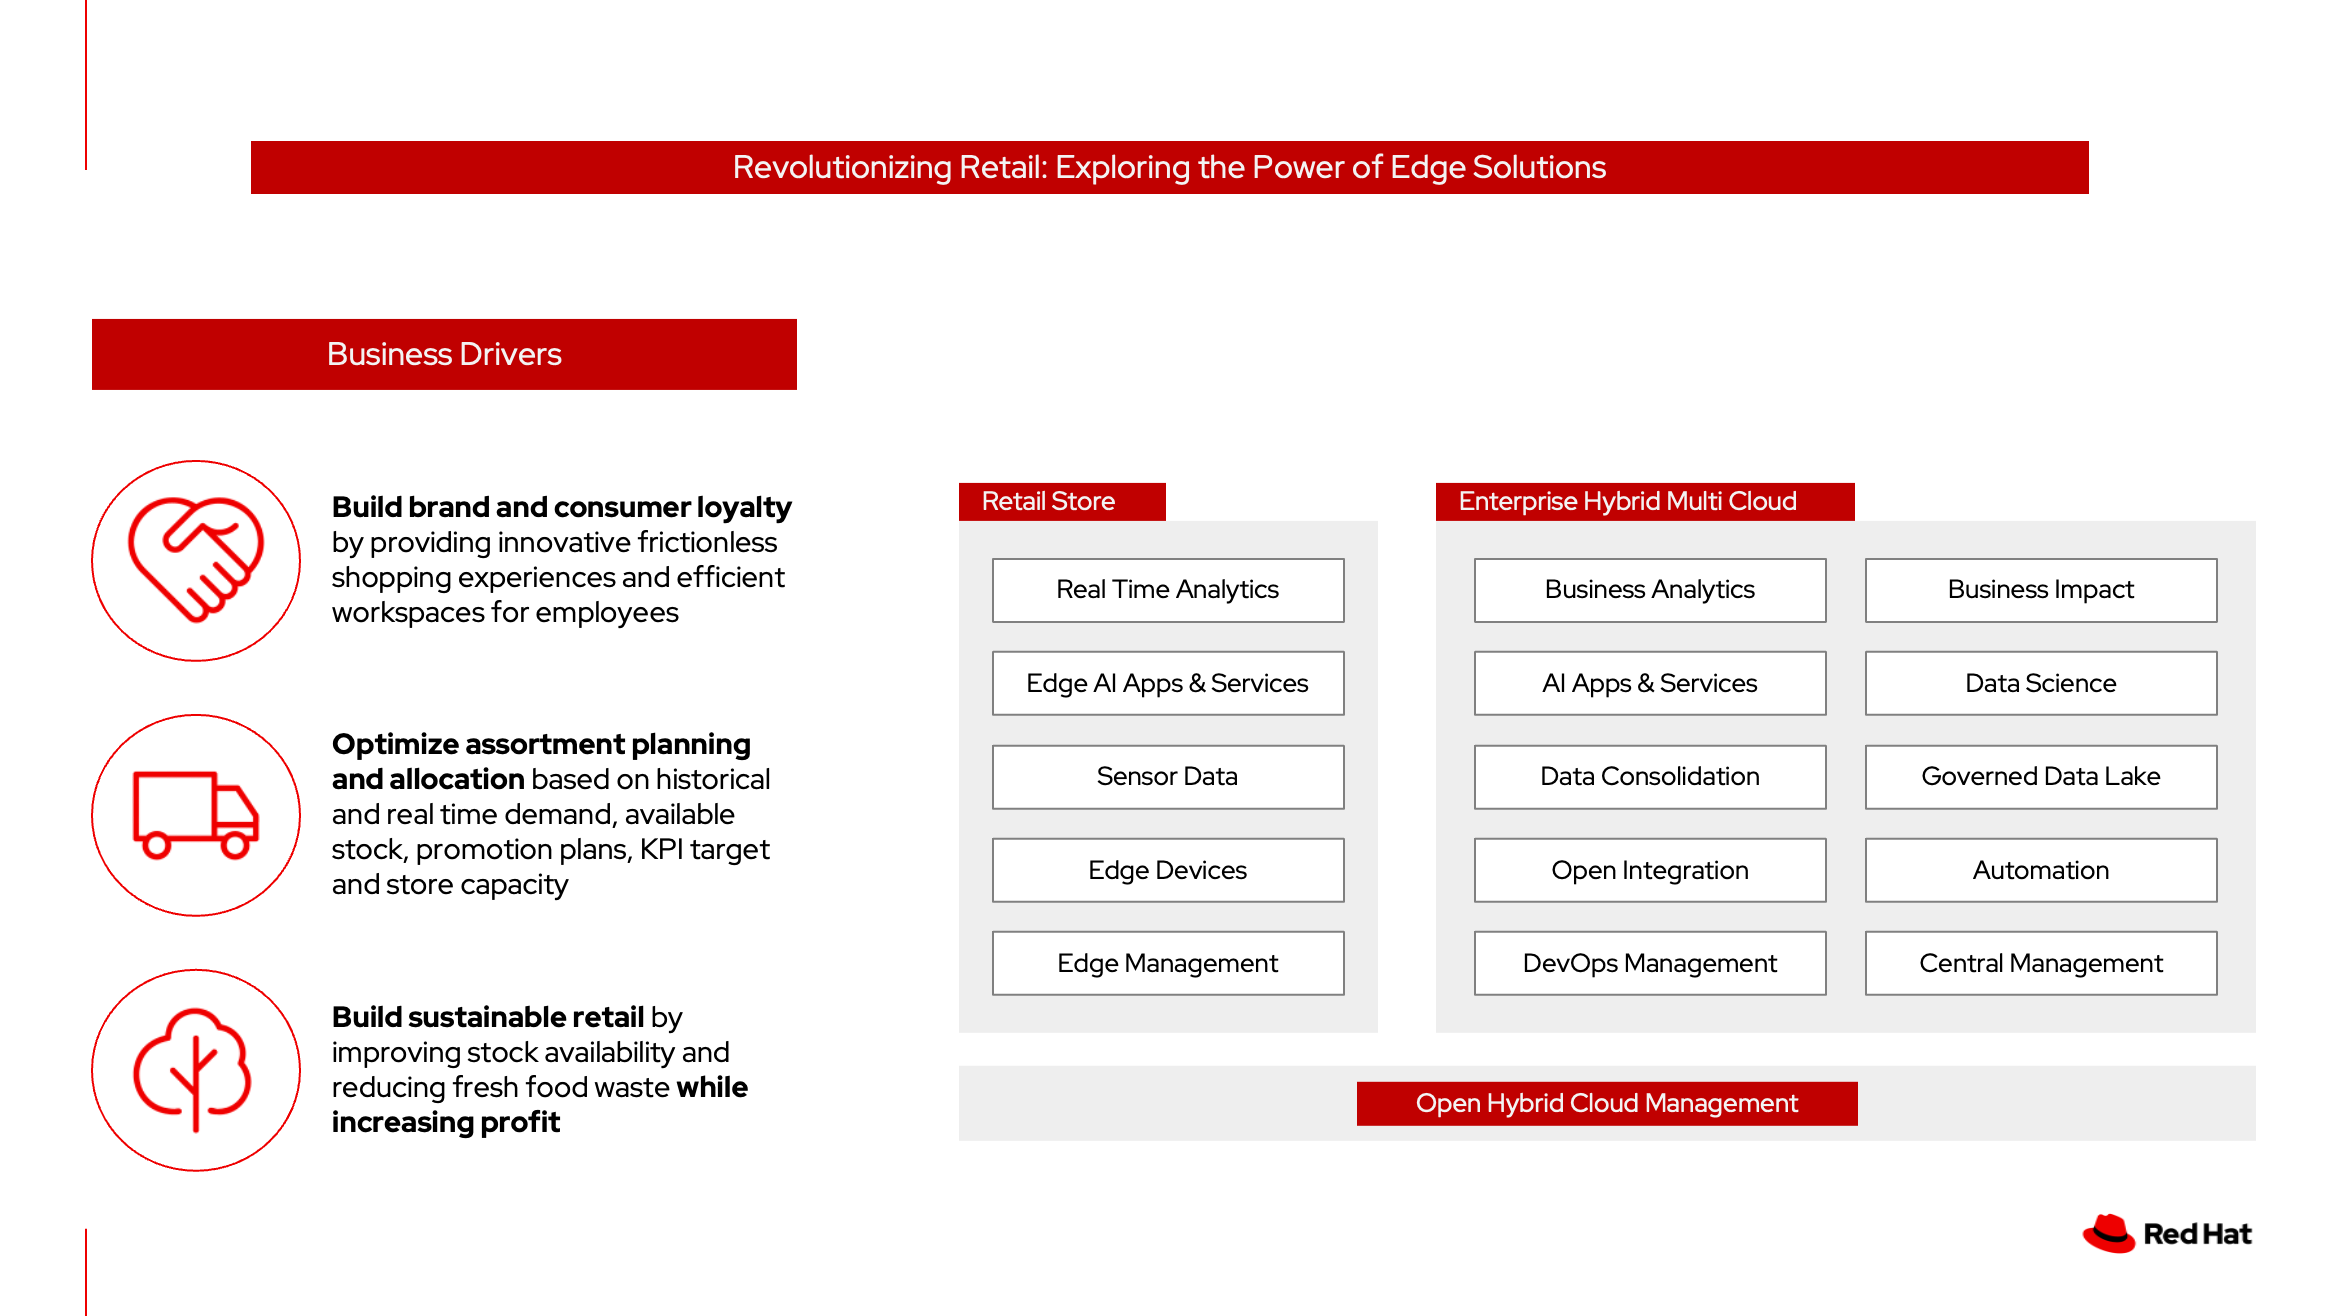 Revolutionizing Retail: Exploring the Power of Edge Solutions
Business Drivers
Build brand and consumer loyalty
by providing innovative frictionless
shopping experiences and efficient
workspaces for employees
Optimize assortment planning
and allocation based on historical
and real time demand, available
stock, promotion plans, KPI target
and store capacity
Build sustainable retail by
improving stock availability and
reducing fresh food waste while
increasing profit
Retail Store
Real Time Analytics
Edge AI Apps & Services
Sensor Data
Edge Devices
Edge Management
Enterprise Hybrid Multi Cloud
Business Analytics
Business Impact
AI Apps & Services
Data Science
Data Consolidation
Governed Data Lake
Open Integration
Automation
DevOps Management
Central Management
Open Hybrid Cloud Management
Red Hat